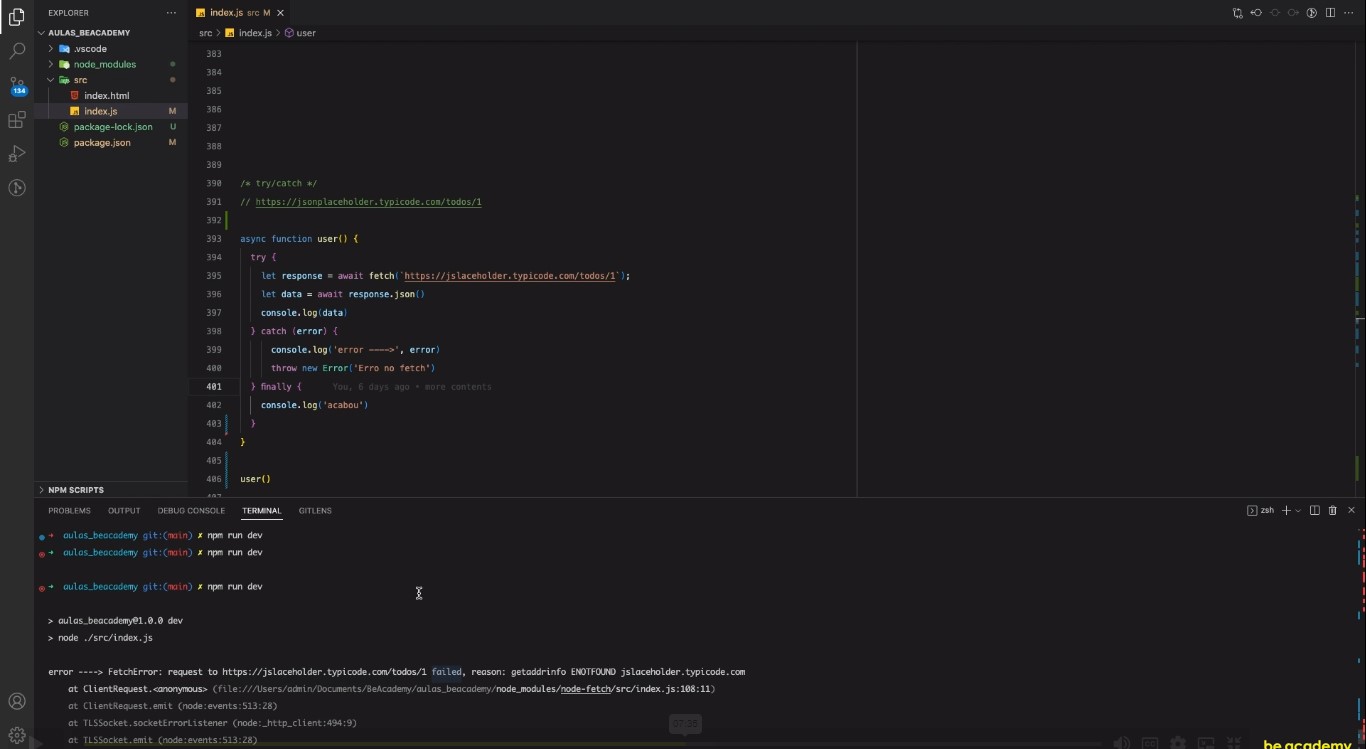 EXPLORER ...
index.js src M ×
AULAS_BEACADEMY
src > index.js > user
.vscode
node_modules
src
index.html
index.js M
package-lock.json U
package.json M
134
383
384
385
386
387
388
389
390 /* try/catch */
391 // https://jsonplaceholder.typicode.com/todos/1
392
393 async function user() {
394 try {
395 let response = await fetch(`https://jslaceholder.typicode.com/todos/1`);
396 let data = await response.json()
397 console.log(data)
398 } catch (error) {
399 console.log('error ---->', error)
400 throw new Error('Erro no fetch')
401 } finally { You, 6 days ago • more contents
402 console.log('acabou')
403 }
404 }
405
406 user()
407
NPM SCRIPTS
PROBLEMS OUTPUT DEBUG CONSOLE TERMINAL GITLENS
zsh
➜ aulas_beacademy git:(main) ✗ npm run dev
➜ aulas_beacademy git:(main) ✗ npm run dev
➜ aulas_beacademy git:(main) ✗ npm run dev
> aulas_beacademy@1.0.0 dev
> node ./src/index.js
error ----> FetchError: request to https://jslaceholder.typicode.com/todos/1 failed, reason: getaddrinfo ENOTFOUND jslaceholder.typicode.com
at ClientRequest.<anonymous> (file:///Users/admin/Documents/BeAcademy/aulas_beacademy/node_modules/node-fetch/src/index.js:108:11)
at ClientRequest.emit (node:events:513:28)
at TLSSocket.socketErrorListener (node:_http_client:494:9)
at TLSSocket.emit (node:events:513:28)
be academy